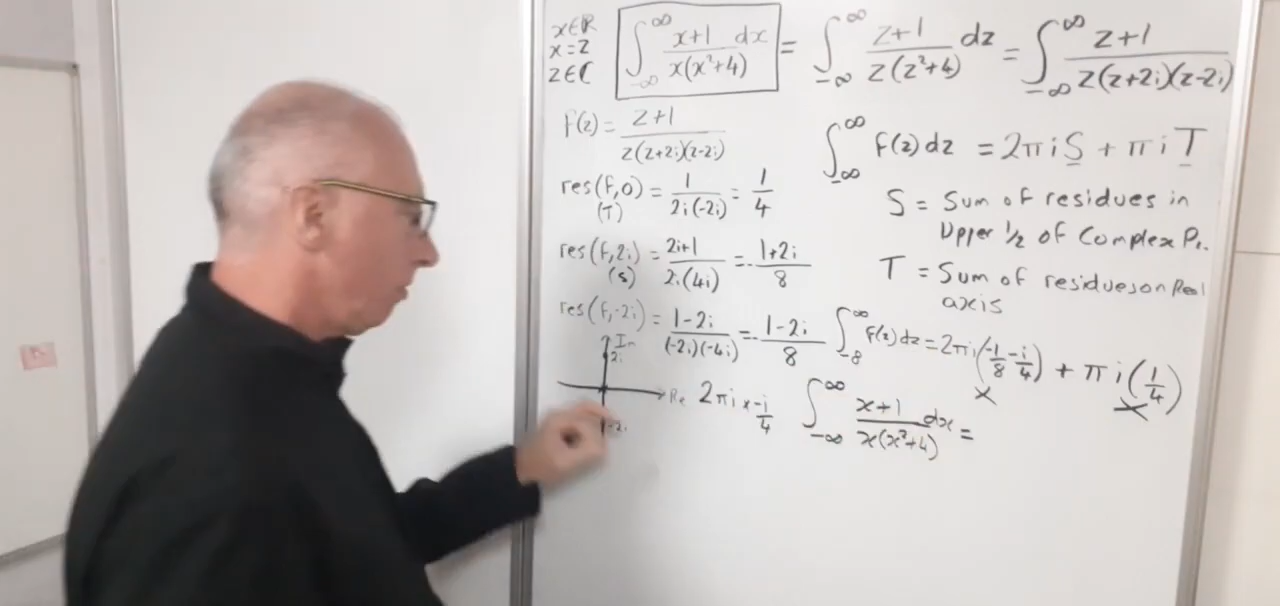 x∈R
x=z
z∈C
∫_{-∞}^{∞} x+1/x(x²+4) dx = ∫_{-∞}^{∞} z+1/z(z²+4) dz = ∫_{-∞}^{∞} z+1/z(z+2i)(z-2i)
f(z) = z+1/z(z+2i)(z-2i)
∫_{-∞}^{∞} f(z)dz = 2πiS + πiT
res(f,0) = 1/2i(-2i) = 1/4
(T)
S = Sum of residues in
Upper 1/2 of Complex Pl.
res(f,2i) = 2i+1/2i(4i) = -1+2i/8
(S)
T = Sum of residues on Real
axis
res(f,-2i) = 1-2i/(-2i)(-4i) = -1-2i/8
∫_{-∞}^{∞} f(z)dz = 2πi(-1/8 - i/4) + πi(1/4)
Im
2i
Re
-2i
2πi × -i/4
∫_{-∞}^{∞} x+1/x(x²+4) dx =